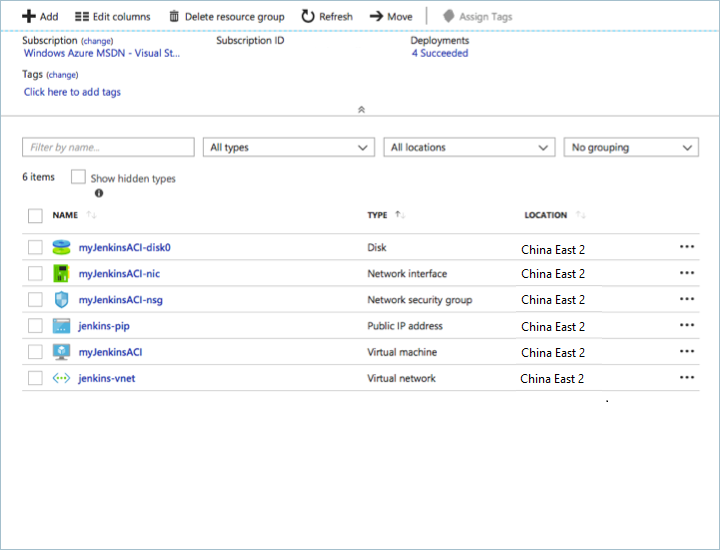 Add Edit columns Delete resource group Refresh Move Assign Tags
Subscription (change) Subscription ID Deployments
Windows Azure MSDN - Visual St... 4 Succeeded
Tags (change)
Click here to add tags
Filter by name... All types All locations No grouping
6 items Show hidden types
NAME TYPE LOCATION
myJenkinsACI-disk0 Disk China East 2
myJenkinsACI-nic Network interface China East 2
myJenkinsACI-nsg Network security group China East 2
jenkins-pip Public IP address China East 2
myJenkinsACI Virtual machine China East 2
jenkins-vnet Virtual network China East 2